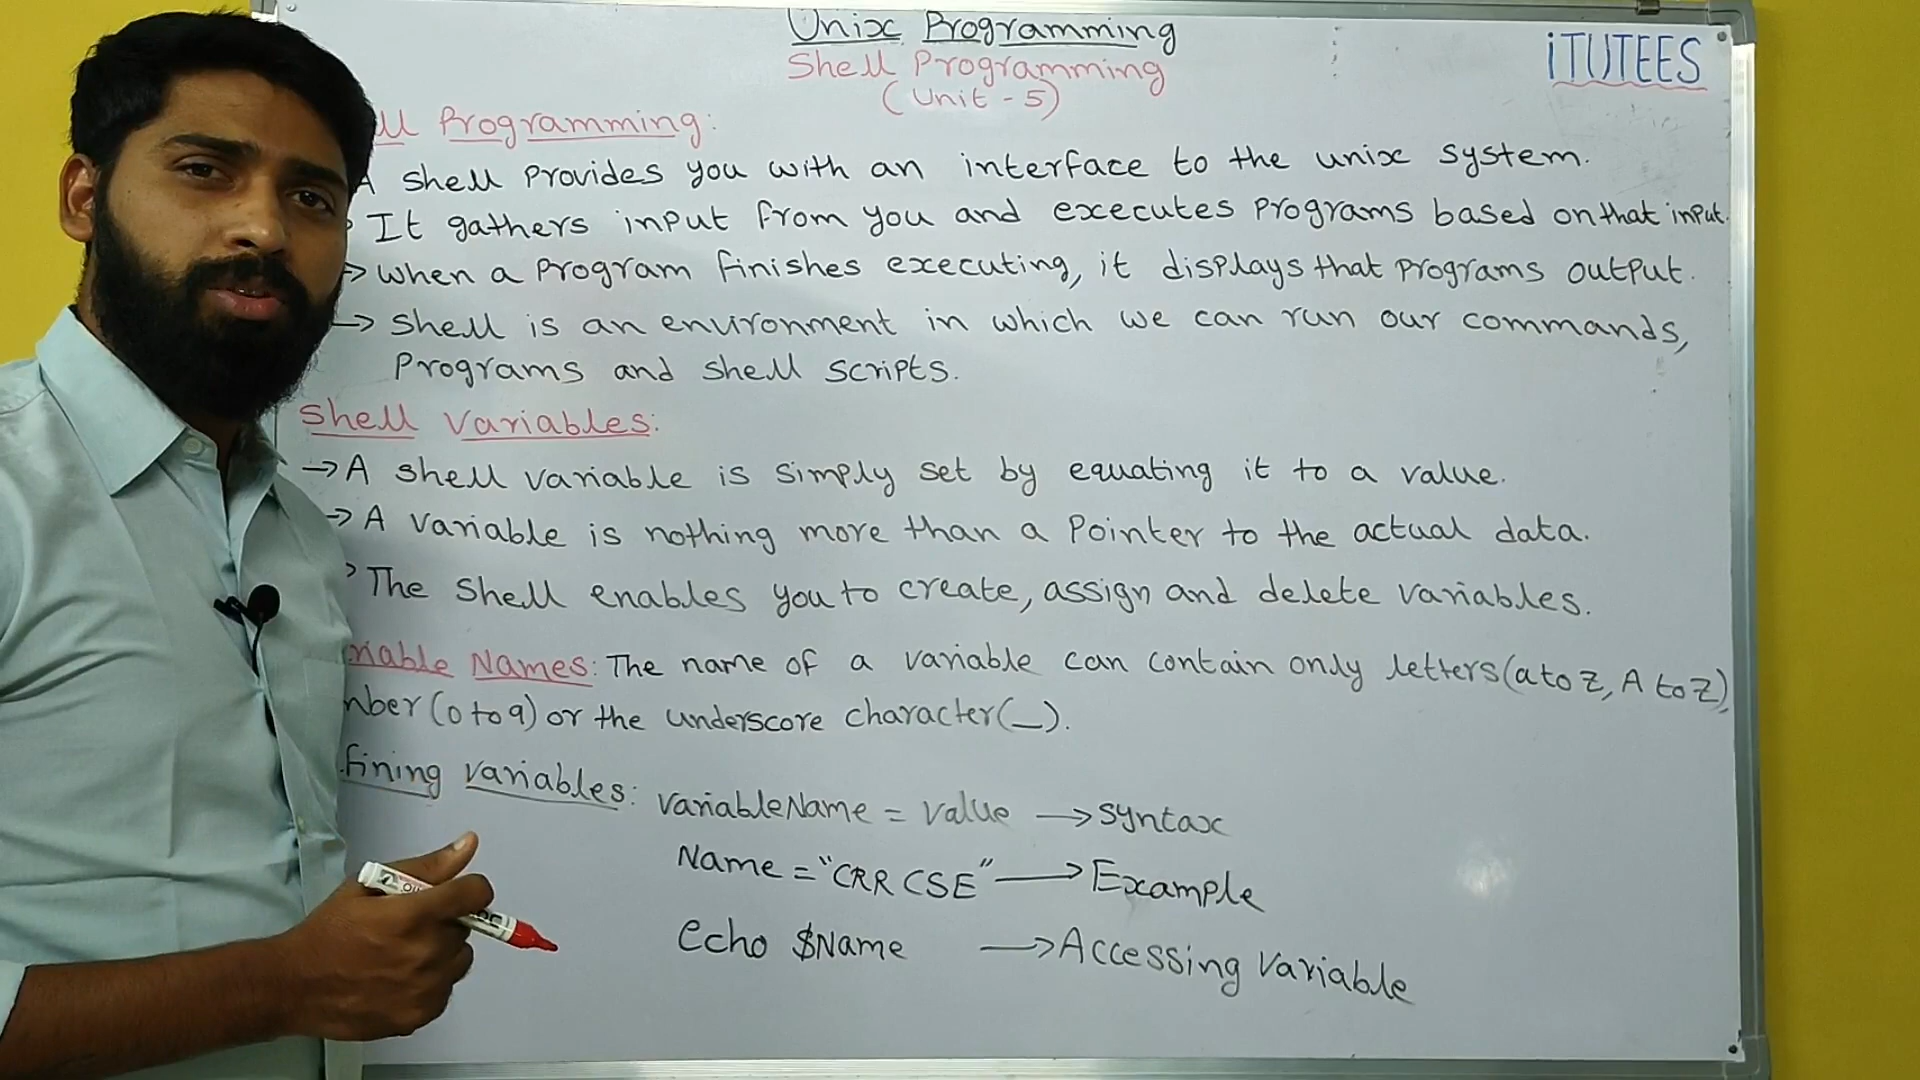 Unix Programming
iTUTEES
Shell Programming
(Unit - 5)
Programming:
A shell Provides you with an interface to the unix system.
It gathers input from you and executes Programs based on that input.
→ when a Program finishes executing, it displays that Programs output.
→ Shell is an environment in which we can run our commands,
Programs and shell scripts.
Shell Variables:
→ A shell variable is simply set by equating it to a value.
→ A variable is nothing more than a Pointer to the actual data.
The Shell enables you to create, assign and delete variables.
Names: The name of a variable can contain only letters(a to z, A to Z),
(0 to 9) or the underscore character(_).
variables: variableName = value → Syntax
Name = "CRR CSE" → Example
echo $Name → Accessing Variable